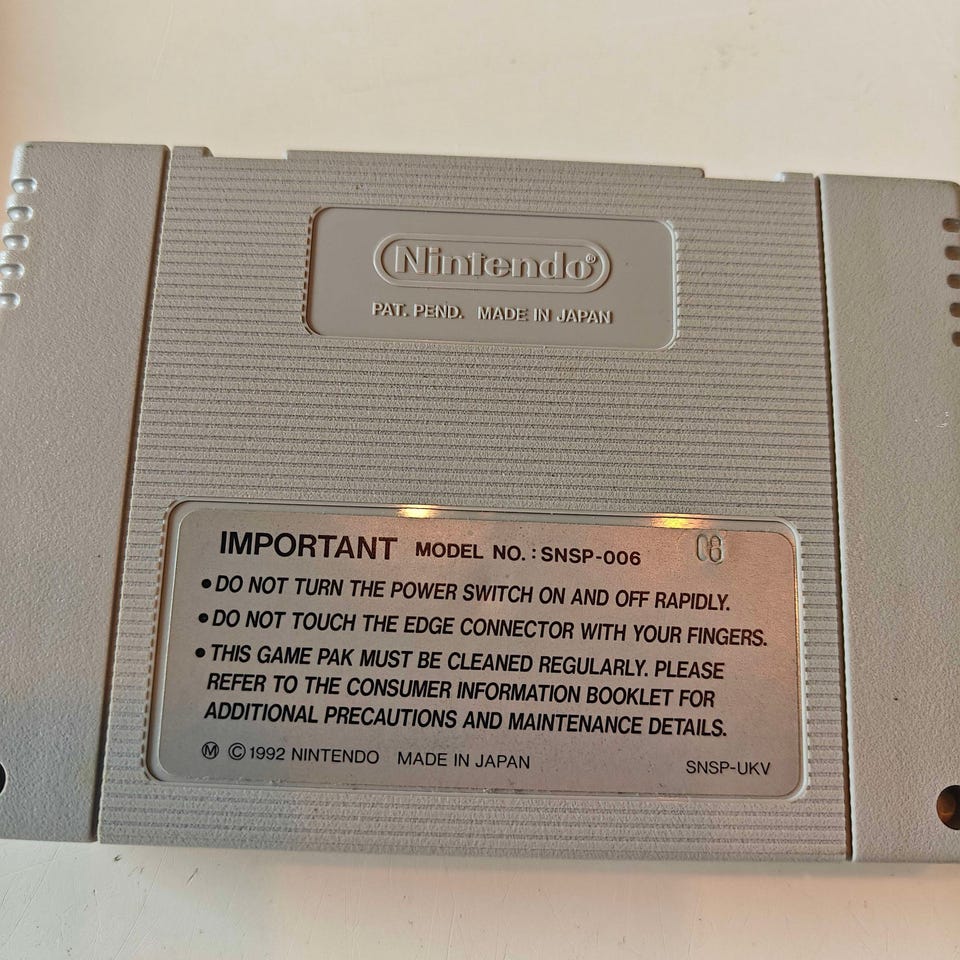 Nintendo®
PAT. PEND. MADE IN JAPAN
IMPORTANT MODEL NO.: SNSP-006 08
•DO NOT TURN THE POWER SWITCH ON AND OFF RAPIDLY.
•DO NOT TOUCH THE EDGE CONNECTOR WITH YOUR FINGERS.
•THIS GAME PAK MUST BE CLEANED REGULARLY. PLEASE
REFER TO THE CONSUMER INFORMATION BOOKLET FOR
ADDITIONAL PRECAUTIONS AND MAINTENANCE DETAILS.
Ⓜ ©1992 NINTENDO MADE IN JAPAN SNSP-UKV